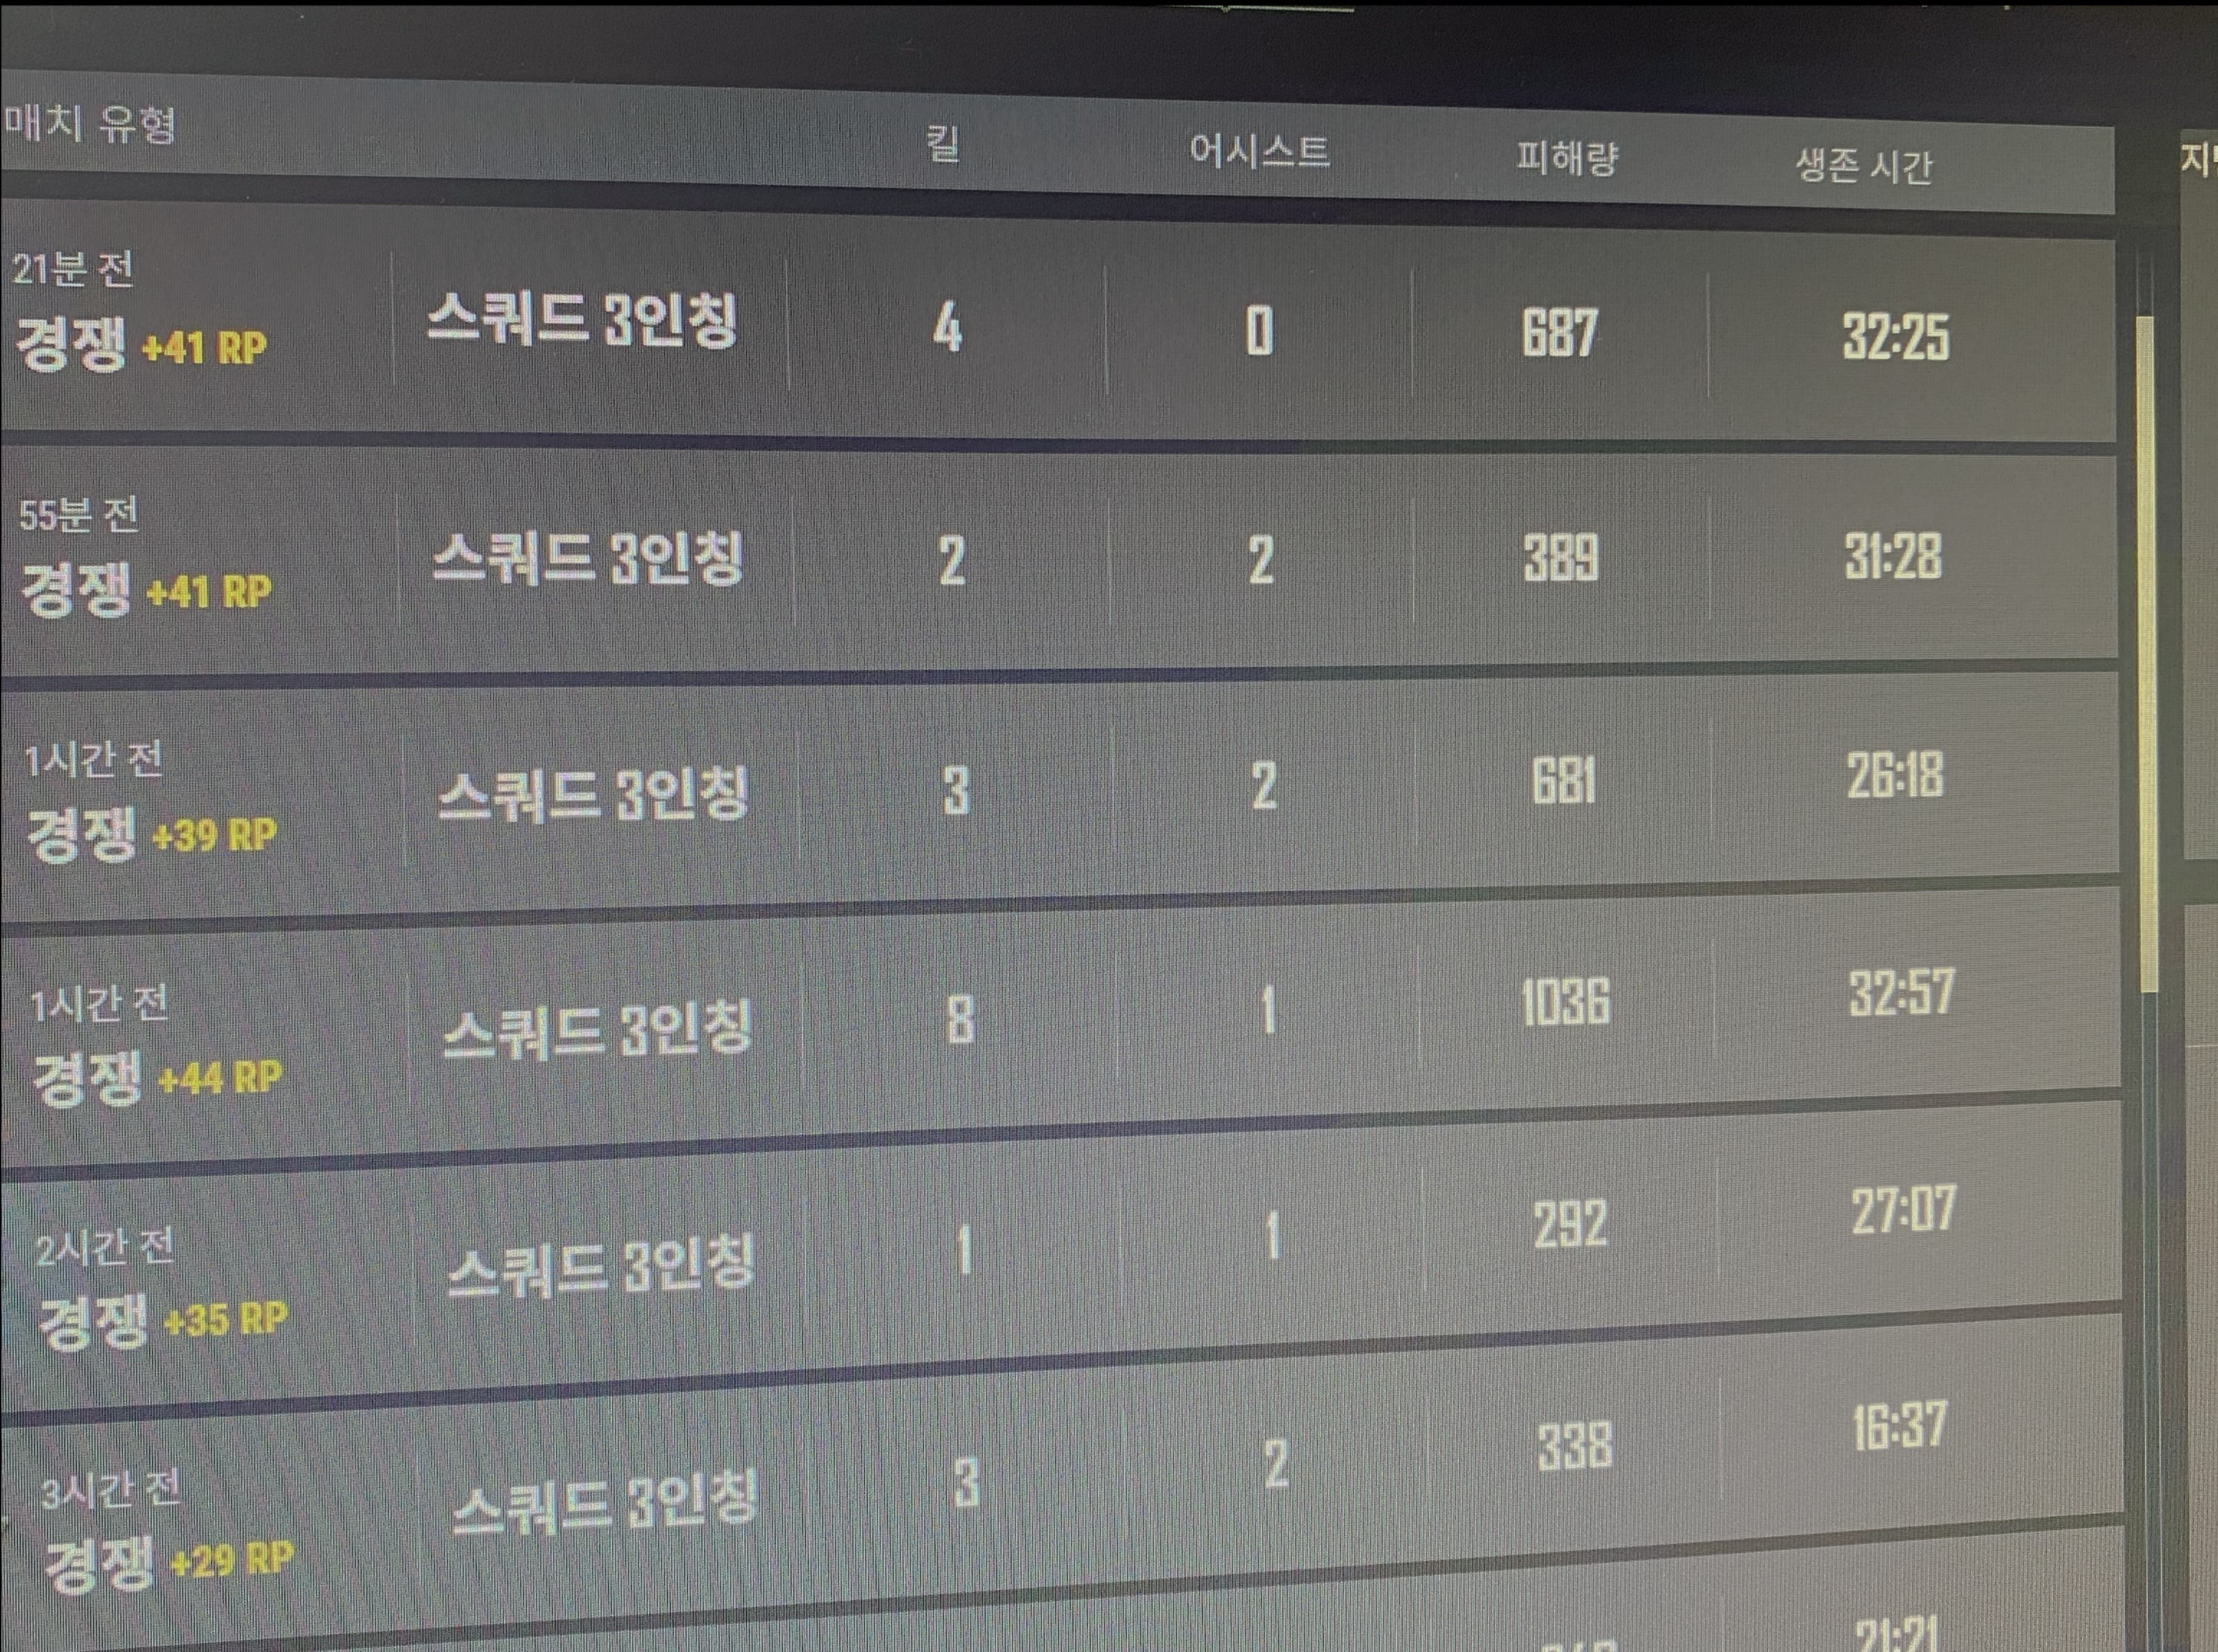 매치 유형 킬 어시스트 피해량 생존 시간
21분 전
경쟁 +41 RP 스쿼드 3인칭 4 0 687 32:25
55분 전
경쟁 +41 RP 스쿼드 3인칭 2 2 389 31:28
1시간 전
경쟁 +39 RP 스쿼드 3인칭 3 2 681 26:18
1시간 전
경쟁 +44 RP 스쿼드 3인칭 8 1 1036 32:57
2시간 전
경쟁 +35 RP 스쿼드 3인칭 1 1 292 27:07
3시간 전
경쟁 +29 RP 스쿼드 3인칭 3 2 338 16:37
21:21